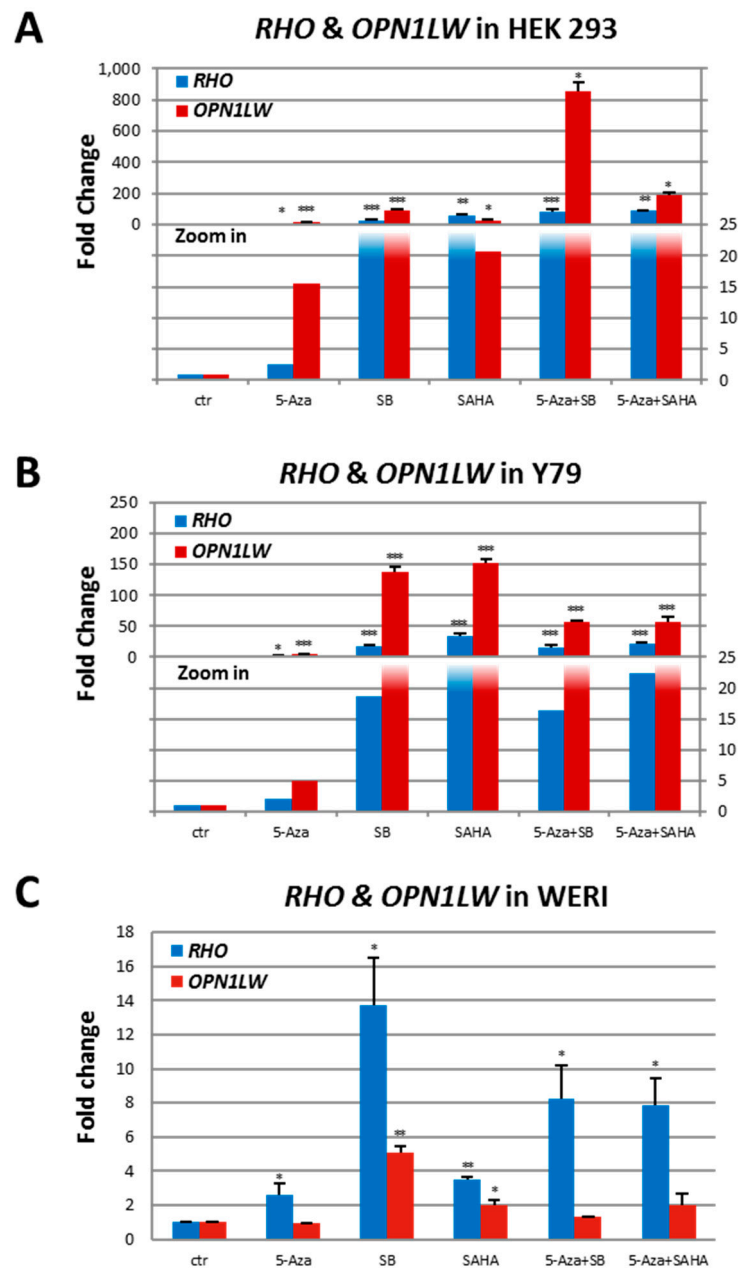 A
RHO & OPN1LW in HEK 293
Fold Change
1,000
800
600
400
200
0
RHO
OPN1LW
* *** *** *** ** * *** * ** *
Zoom in
25
20
15
10
5
0
ctr 5-Aza SB SAHA 5-Aza+SB 5-Aza+SAHA
B
RHO & OPN1LW in Y79
Fold Change
250
200
150
100
50
0
RHO
OPN1LW
* *** *** *** *** *** *** *** *** ***
Zoom in
25
20
15
10
5
0
ctr 5-Aza SB SAHA 5-Aza+SB 5-Aza+SAHA
C
RHO & OPN1LW in WERI
Fold change
18
16
14
12
10
8
6
4
2
0
RHO
OPN1LW
* * ** ** * * *
ctr 5-Aza SB SAHA 5-Aza+SB 5-Aza+SAHA